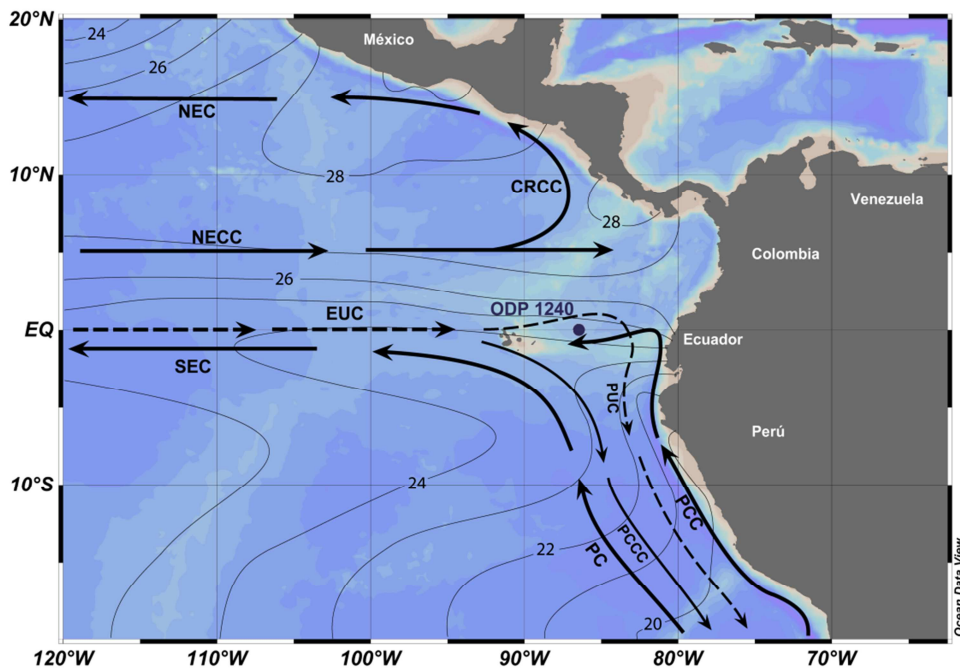 20°N
24
México
26
NEC
10°N
28
CRCC
Venezuela
28
NECC
Colombia
26
EUC
ODP 1240
EQ
Ecuador
SEC
PUC
Perú
10°S
24
PCC
22
PC
PCCC
20
Ocean Data View
120°W
110°W
100°W
90°W
80°W
70°W